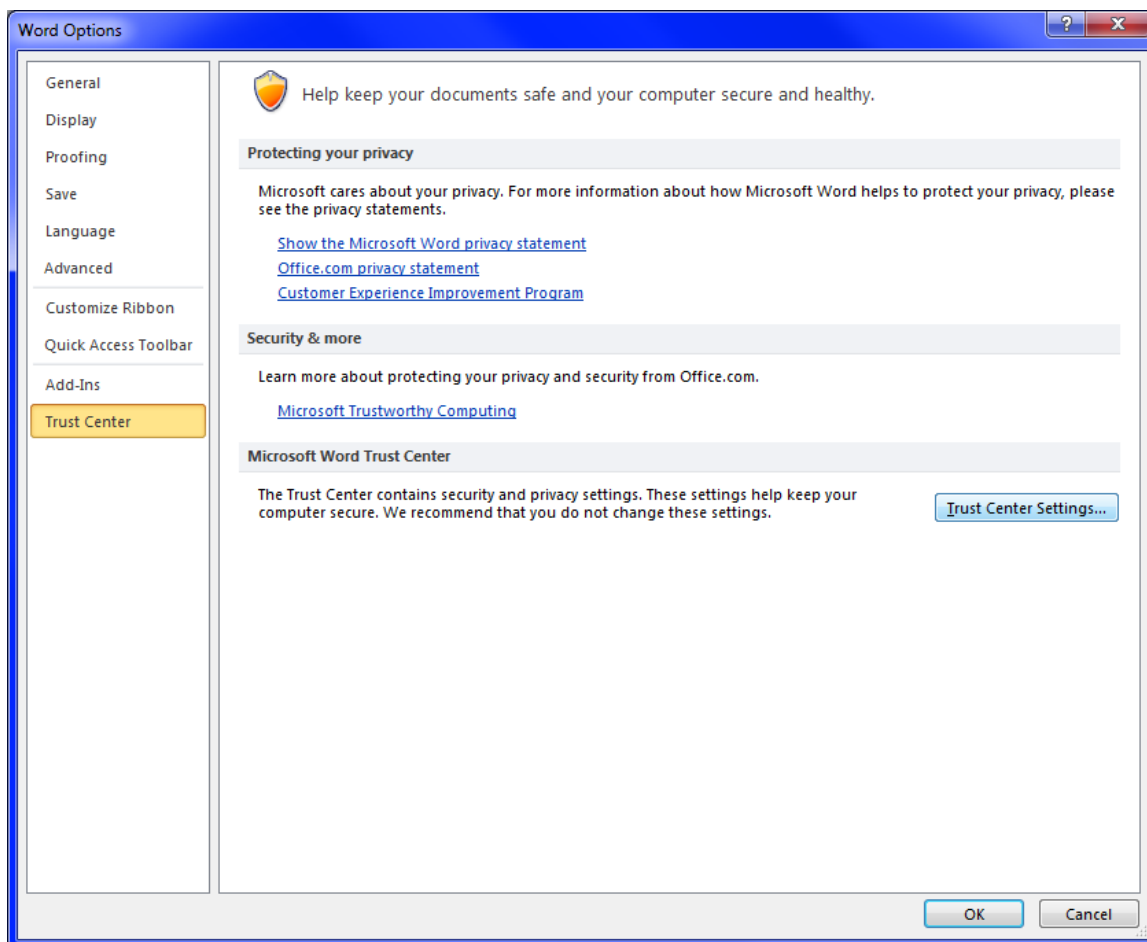 Word Options
?
X
General
Display
Proofing
Save
Language
Advanced
Customize Ribbon
Quick Access Toolbar
Add-Ins
Trust Center
Help keep your documents safe and your computer secure and healthy.
Protecting your privacy
Microsoft cares about your privacy. For more information about how Microsoft Word helps to protect your privacy, please
see the privacy statements.
Show the Microsoft Word privacy statement
Office.com privacy statement
Customer Experience Improvement Program
Security & more
Learn more about protecting your privacy and security from Office.com.
Microsoft Trustworthy Computing
Microsoft Word Trust Center
The Trust Center contains security and privacy settings. These settings help keep your
computer secure. We recommend that you do not change these settings.
Trust Center Settings...
OK
Cancel